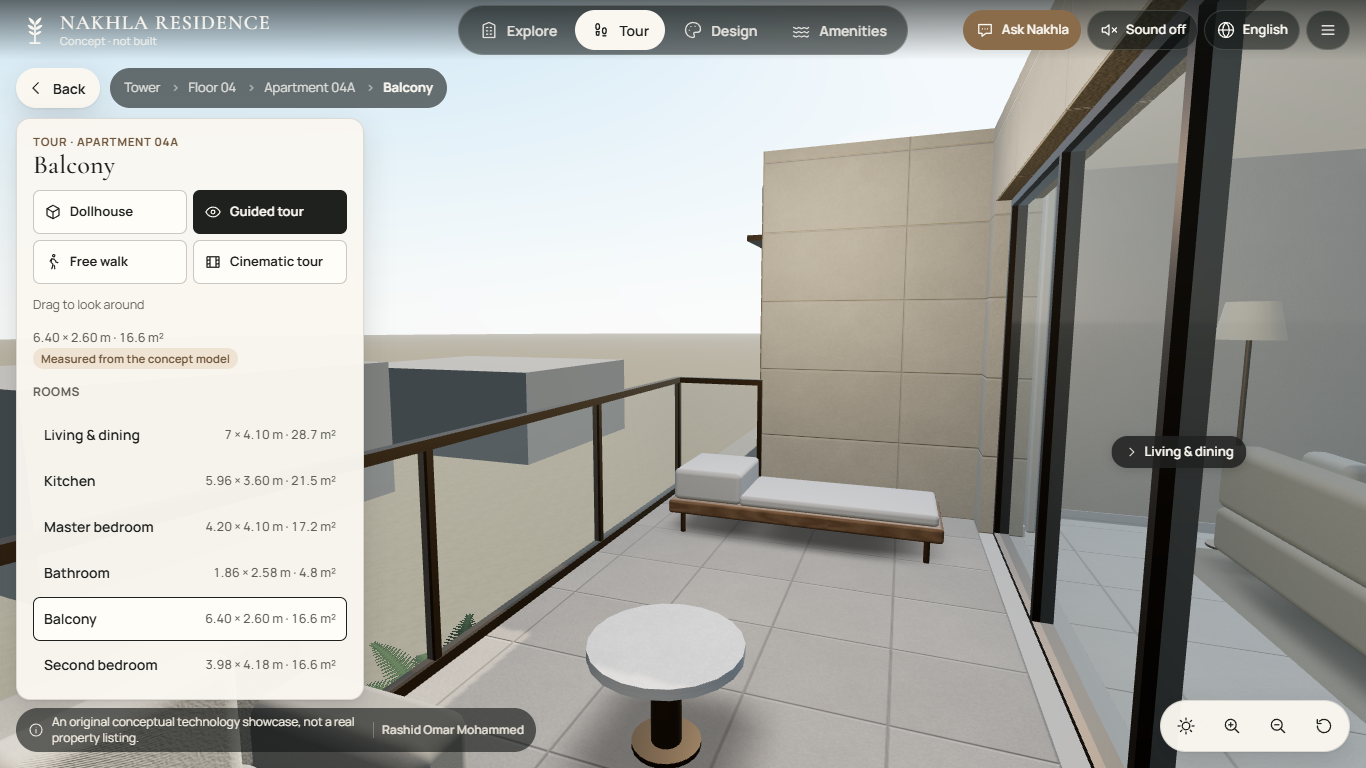 NAKHLA RESIDENCE
Concept · not built
Explore
Tour
Design
Amenities
Ask Nakhla
Sound off
English
Back
Tower › Floor 04 › Apartment 04A › Balcony
TOUR · APARTMENT 04A
Balcony
Dollhouse
Guided tour
Free walk
Cinematic tour
Drag to look around
6.40 × 2.60 m · 16.6 m²
Measured from the concept model
ROOMS
Living & dining 7 × 4.10 m · 28.7 m²
Kitchen 5.96 × 3.60 m · 21.5 m²
Master bedroom 4.20 × 4.10 m · 17.2 m²
Bathroom 1.86 × 2.58 m · 4.8 m²
Balcony 6.40 × 2.60 m · 16.6 m²
Second bedroom 3.98 × 4.18 m · 16.6 m²
Living & dining
An original conceptual technology showcase, not a real
property listing.
Rashid Omar Mohammed